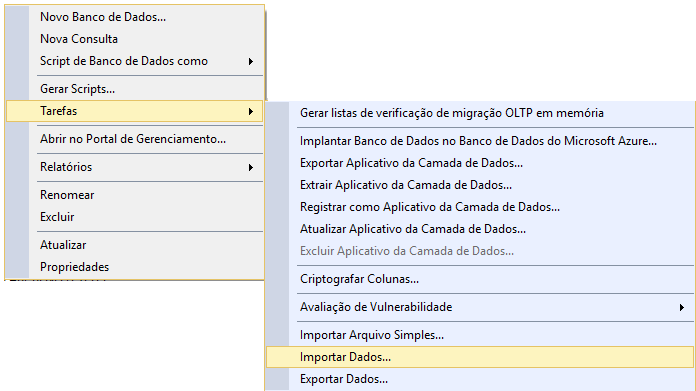 Novo Banco de Dados...
Nova Consulta
Script de Banco de Dados como
Gerar Scripts...
Tarefas
Abrir no Portal de Gerenciamento...
Relatórios
Renomear
Excluir
Atualizar
Propriedades
Gerar listas de verificação de migração OLTP em memória
Implantar Banco de Dados no Banco de Dados do Microsoft Azure...
Exportar Aplicativo da Camada de Dados...
Extrair Aplicativo da Camada de Dados...
Registrar como Aplicativo da Camada de Dados...
Atualizar Aplicativo da Camada de Dados...
Excluir Aplicativo da Camada de Dados...
Criptografar Colunas...
Avaliação de Vulnerabilidade
Importar Arquivo Simples...
Importar Dados...
Exportar Dados...